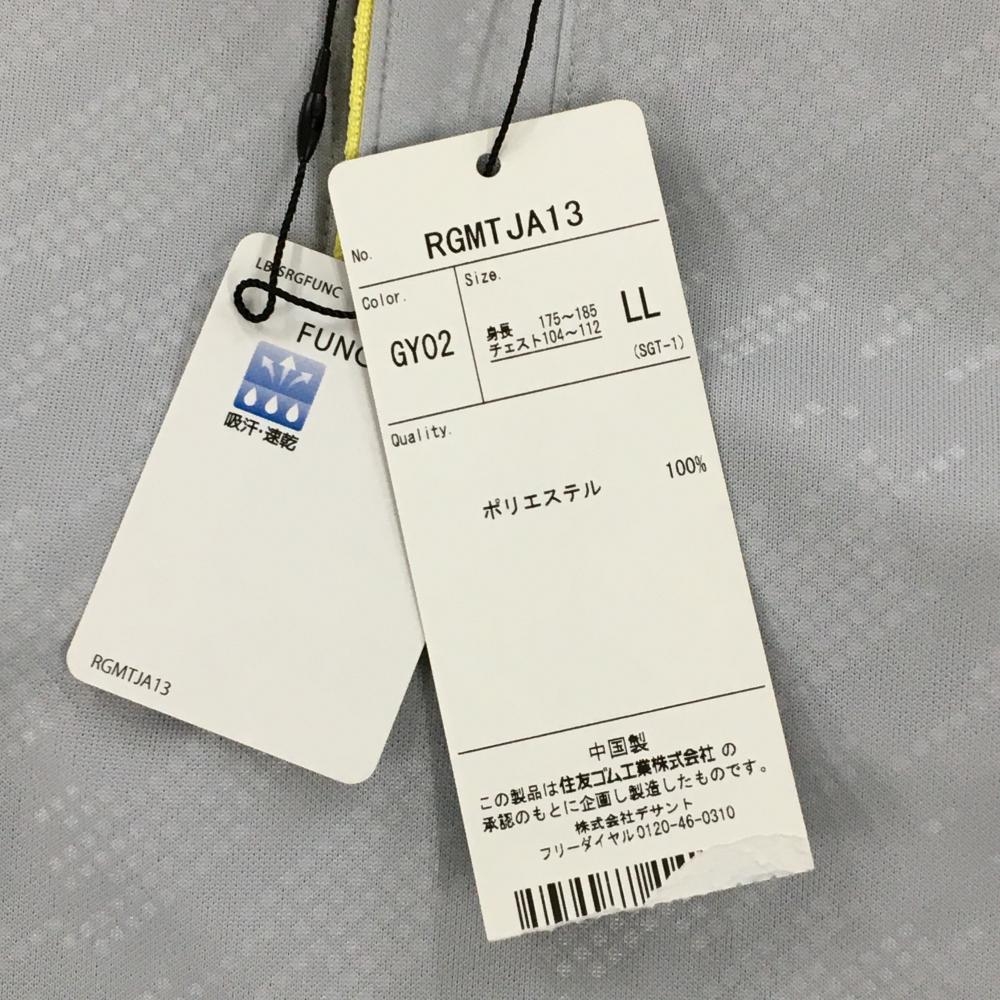 LB-SRGFUNC
FUNC
吸汗・速乾
RGMTJA13
No. RGMTJA13
Color. GY02
Size.
身長 175～185
チェスト104～112
LL
(SGT-1)
Quality.
ポリエステル 100%
中国製
この製品は住友ゴム工業株式会社 の
承認のもとに企画し製造したものです。
株式会社デサント
フリーダイヤル0120-46-0310